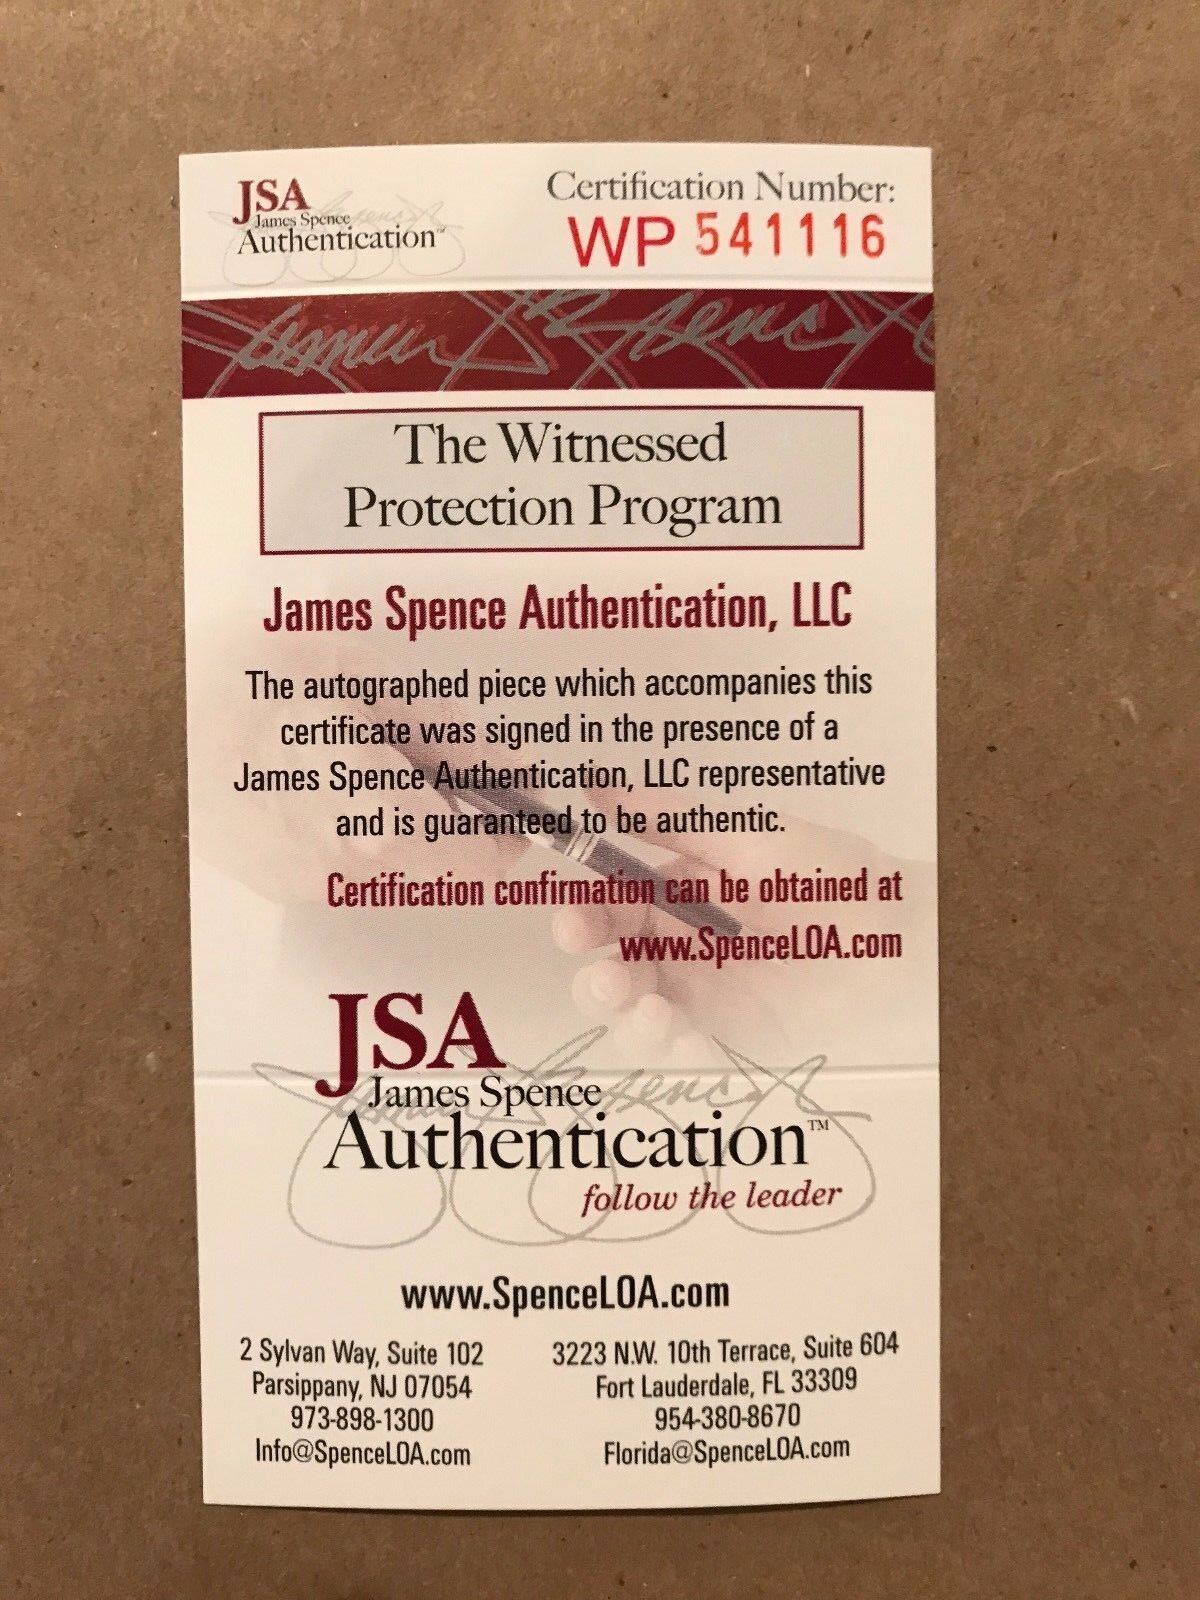 JSA
James Spence
Authentication™
Certification Number:
WP 541116
James Spence
The Witnessed
Protection Program
James Spence Authentication, LLC
The autographed piece which accompanies this
certificate was signed in the presence of a
James Spence Authentication, LLC representative
and is guaranteed to be authentic.
Certification confirmation can be obtained at
www.SpenceLOA.com
JSA
James Spence
Authentication™
follow the leader
www.SpenceLOA.com
2 Sylvan Way, Suite 102
Parsippany, NJ 07054
973-898-1300
Info@SpenceLOA.com
3223 N.W. 10th Terrace, Suite 604
Fort Lauderdale, FL 33309
954-380-8670
Florida@SpenceLOA.com